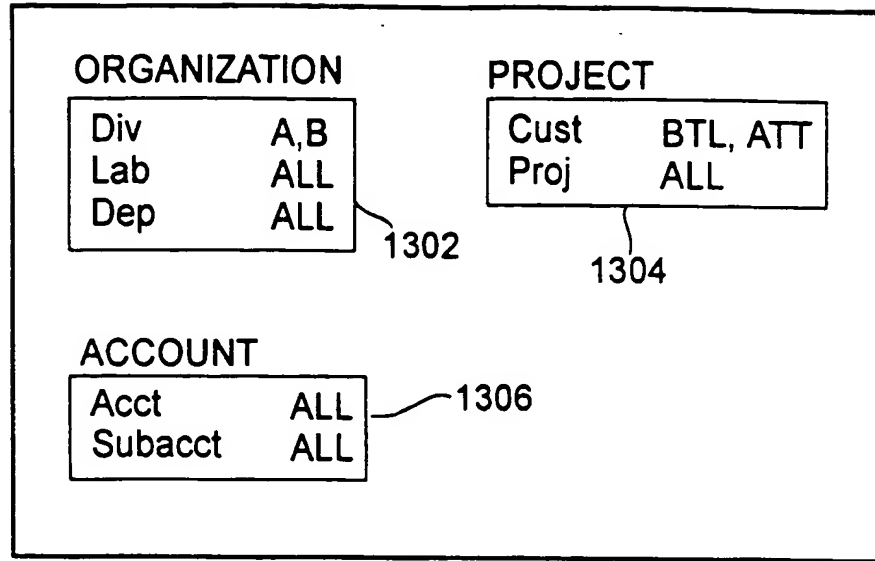 ORGANIZATION
Div A,B
Lab ALL
Dep ALL
1302
PROJECT
Cust BTL, ATT
Proj ALL
1304
ACCOUNT
Acct ALL
Subacct ALL
1306